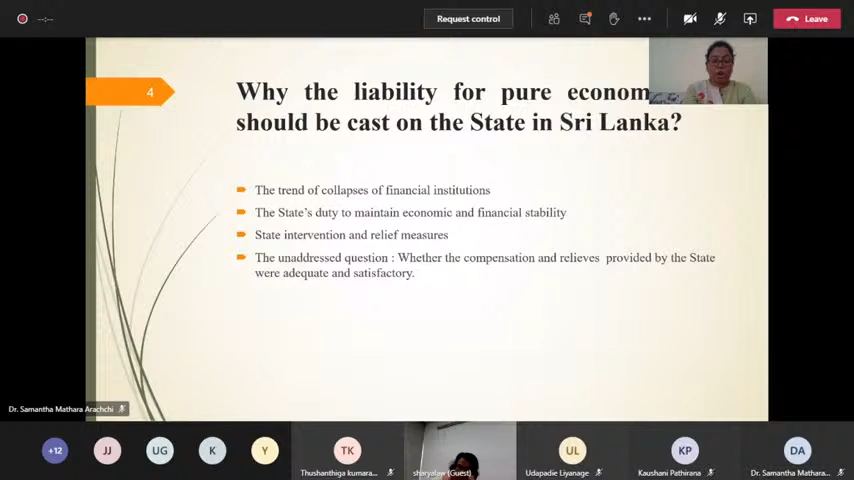 --:--
Request control
Leave
4
Why the liability for pure econom
should be cast on the State in Sri Lanka?
The trend of collapses of financial institutions
The State's duty to maintain economic and financial stability
State intervention and relief measures
The unaddressed question : Whether the compensation and relieves provided by the State
were adequate and satisfactory.
Dr. Samantha Mathara Arachchi
+12
JJ
UG
K
Y
TK
UL
KP
DA
Thushanthiga kumara...
sharyalaw (Guest)
Udapadie Liyanage
Kaushani Pathirana
Dr. Samantha Mathara...